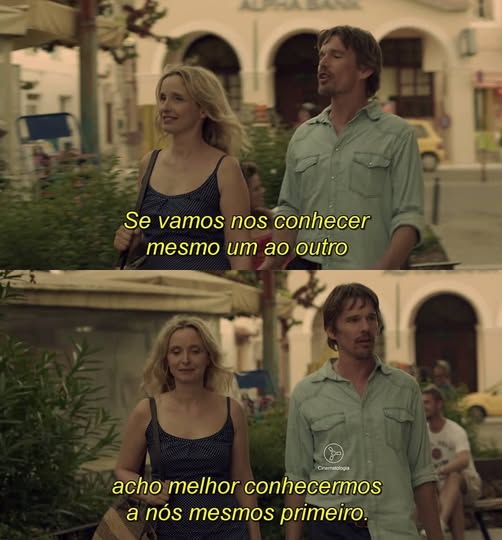 ALPHA BANK
Se vamos nos conhecer
mesmo um ao outro
Cinematologia
acho melhor conhecermos
a nós mesmos primeiro.